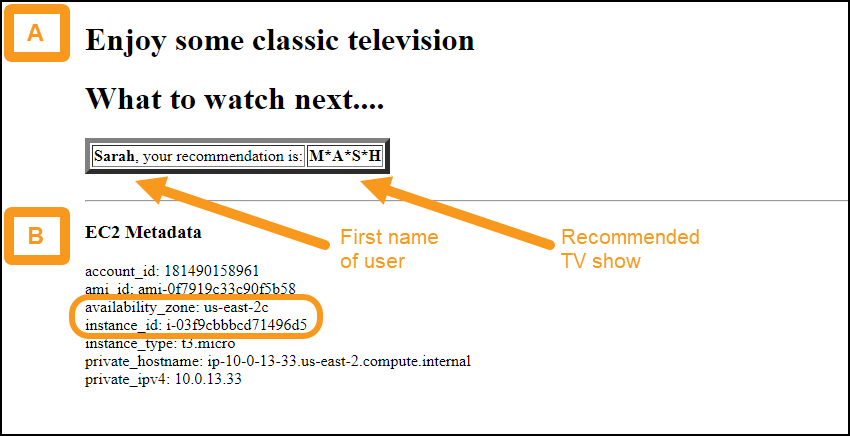 A
Enjoy some classic television
What to watch next....
Sarah, your recommendation is: M*A*S*H
First name
of user
Recommended
TV show
B
EC2 Metadata
account_id: 181490158961
ami_id: ami-0f7919c33c90f5b58
availability_zone: us-east-2c
instance_id: i-03f9cbbbcd71496d5
instance_type: t3.micro
private_hostname: ip-10-0-13-33.us-east-2.compute.internal
private_ipv4: 10.0.13.33